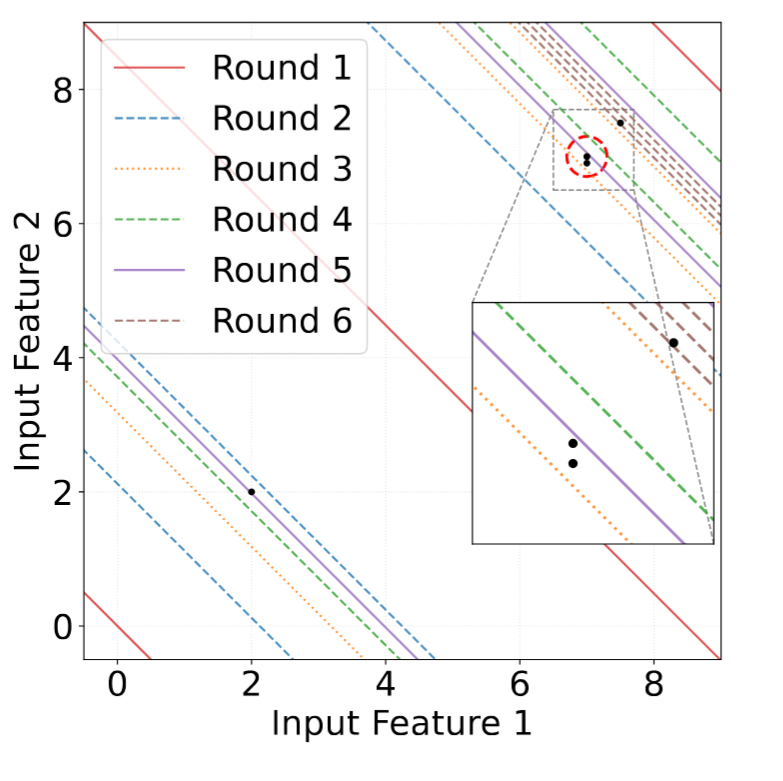 Round 1
Round 2
Round 3
Round 4
Round 5
Round 6
8
6
4
2
0
0 2 4 6 8
Input Feature 1
Input Feature 2